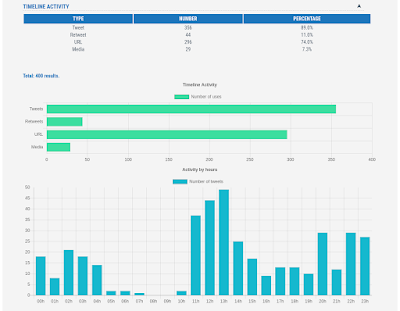 TIMELINE ACTIVITY
TYPE NUMBER PERCENTAGE
Tweet 356 89.0%
Retweet 44 11.0%
URL 296 74.0%
Media 29 7.3%
Total: 400 results.
Timeline Activity
Number of uses
Tweets
Retweets
URL
Media
0 50 100 150 200 250 300 350 400
Activity by hours
Number of tweets
50
45
40
35
30
25
20
15
10
5
0
00h 01h 02h 03h 04h 05h 06h 07h 08h 09h 10h 11h 12h 13h 14h 15h 16h 17h 18h 19h 20h 21h 22h 23h